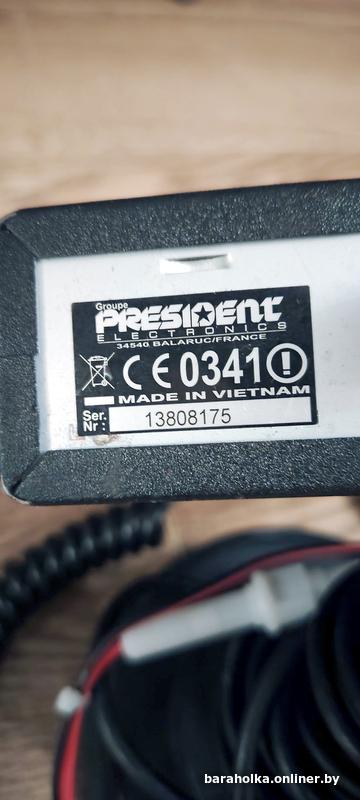 Groupe
PRESIDENT
ELECTRONICS
34540 BALARUC/FRANCE
CE 0341
MADE IN VIETNAM
Ser. Nr : 13808175
baraholka.onliner.by